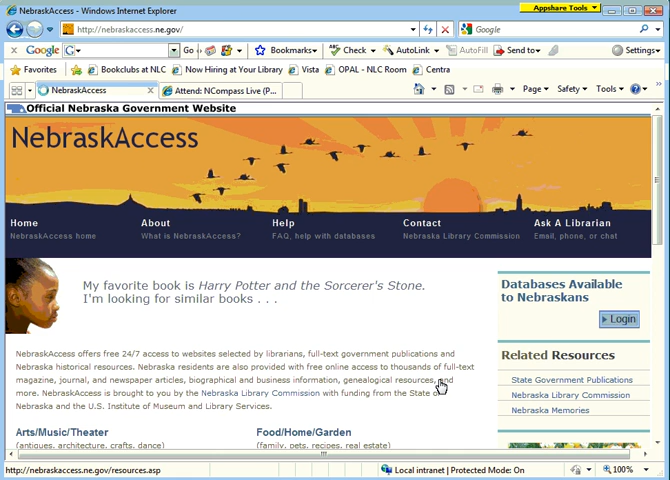 NebraskAccess - Windows Internet Explorer
Appshare Tools
http://nebraskaccess.ne.gov/
Google
Google
G
Go
Bookmarks
Check
AutoLink
AutoFill
Send to
Settings
Favorites
Bookclubs at NLC
Now Hiring at Your Library
Vista
OPAL - NLC Room
Centra
NebraskAccess
Attend: NCompass Live (P...
Page
Safety
Tools
Official Nebraska Government Website
NebraskAccess
Home
About
Help
Contact
Ask A Librarian
NebraskAccess home
What is NebraskAccess?
FAQ, help with databases
Nebraska Library Commission
Email, phone, or chat
My favorite book is Harry Potter and the Sorcerer's Stone.
I'm looking for similar books . . .
Databases Available
to Nebraskans
Login
NebraskAccess offers free 24/7 access to websites selected by librarians, full-text government publications and
Nebraska historical resources. Nebraska residents are also provided with free online access to thousands of full-text
magazine, journal, and newspaper articles, biographical and business information, genealogical resources, and
more. NebraskAccess is brought to you by the Nebraska Library Commission with funding from the State of
Nebraska and the U.S. Institute of Museum and Library Services.
Related Resources
State Government Publications
Nebraska Library Commission
Nebraska Memories
Arts/Music/Theater
(antiques, architecture, crafts, dance)
Food/Home/Garden
(family, pets, recipes, real estate)
http://nebraskaccess.ne.gov/resources.asp
Local intranet | Protected Mode: On
100%